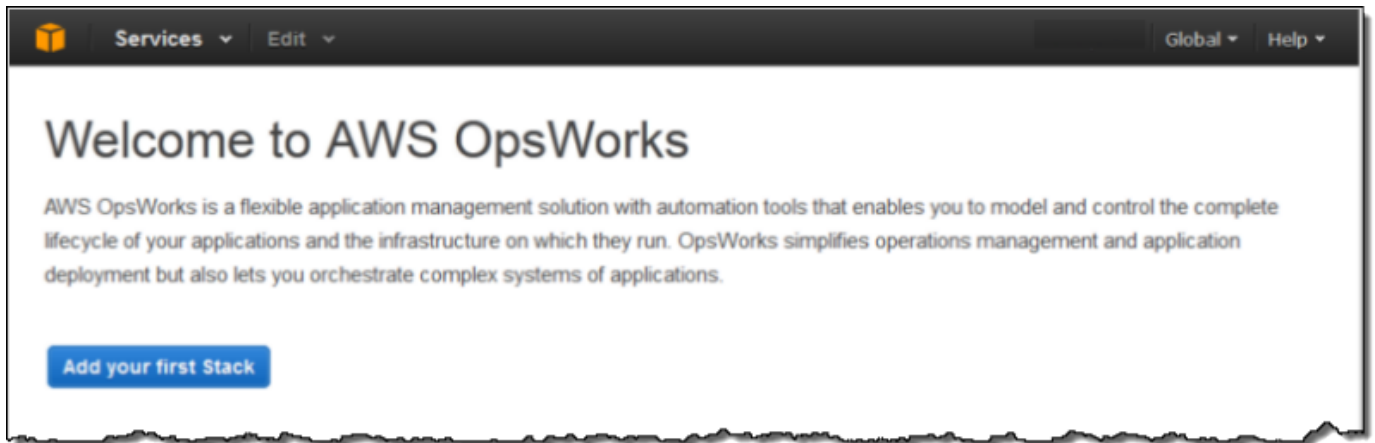 Services Edit Global Help
Welcome to AWS OpsWorks
AWS OpsWorks is a flexible application management solution with automation tools that enables you to model and control the complete
lifecycle of your applications and the infrastructure on which they run. OpsWorks simplifies operations management and application
deployment but also lets you orchestrate complex systems of applications.
Add your first Stack